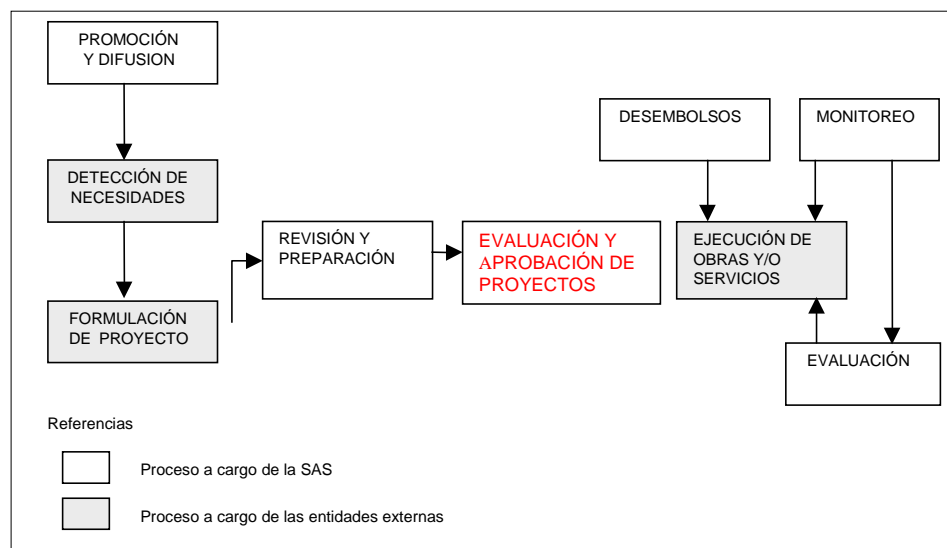 PROMOCIÓN
Y DIFUSION
DETECCIÓN DE
NECESIDADES
FORMULACIÓN
DE PROYECTO
REVISIÓN Y
PREPARACIÓN
EVALUACIÓN Y
APROBACIÓN DE
PROYECTOS
DESEMBOLSOS
MONITOREO
EJECUCIÓN DE
OBRAS Y/O
SERVICIOS
EVALUACIÓN
Referencias
Proceso a cargo de la SAS
Proceso a cargo de las entidades externas